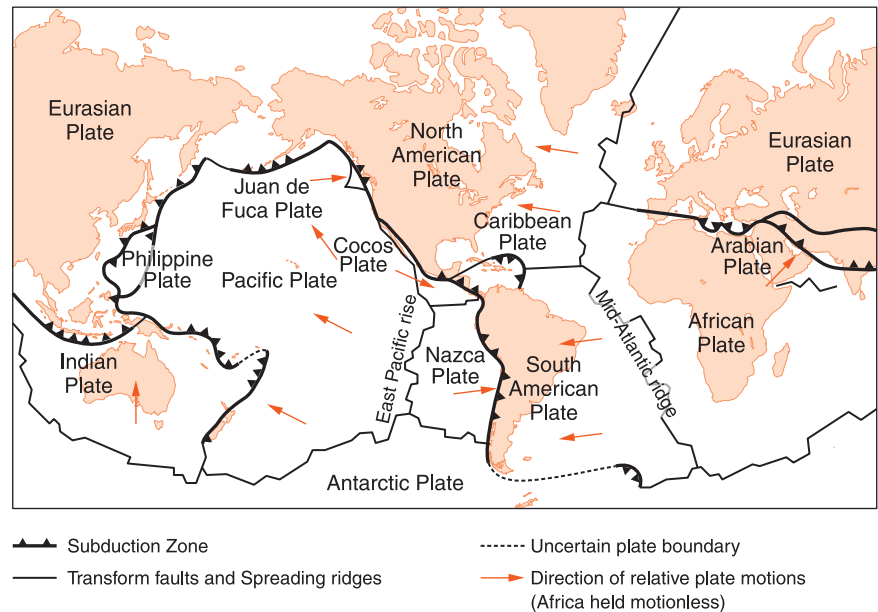 Eurasian
Plate
North
American
Plate
Eurasian
Plate
Juan de
Fuca Plate
Caribbean
Plate
Cocos
Plate
Philippine
Plate
Pacific Plate
Arabian
Plate
African
Plate
Indian
Plate
East Pacific rise
Nazca
Plate
South
American
Plate
Mid-Atlantic ridge
Antarctic Plate
Subduction Zone
Transform faults and Spreading ridges
Uncertain plate boundary
Direction of relative plate motions
(Africa held motionless)